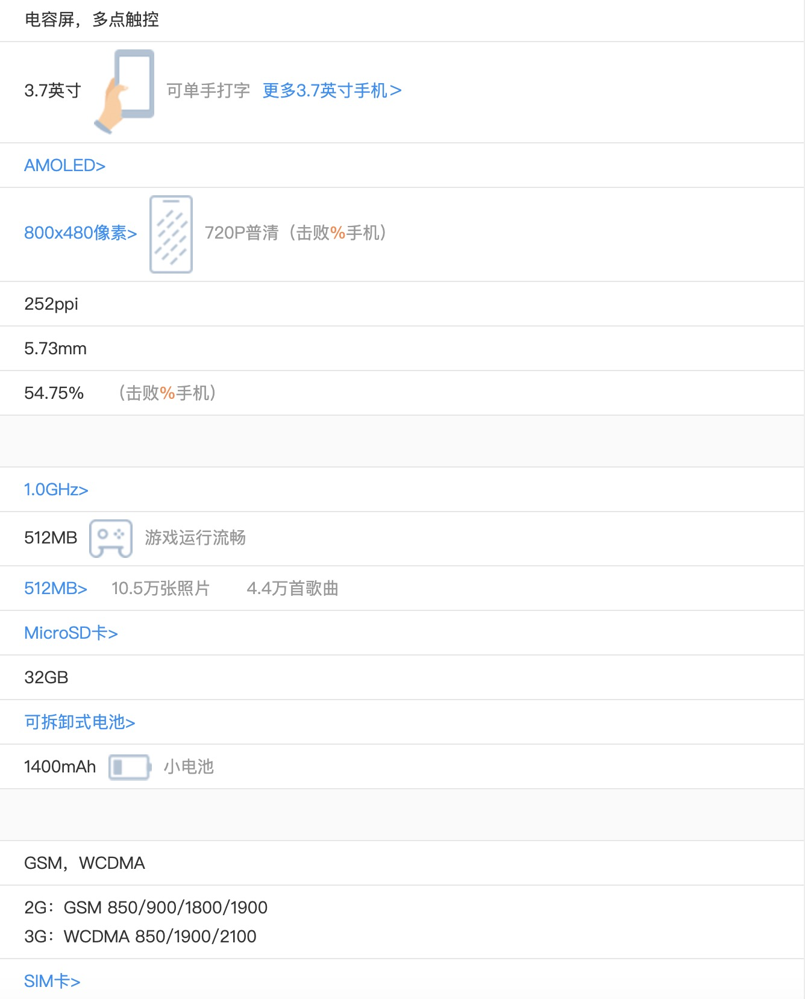 电容屏，多点触控
3.7英寸 可单手打字 更多3.7英寸手机>
AMOLED>
800x480像素> 720P普清（击败%手机）
252ppi
5.73mm
54.75% （击败%手机）
1.0GHz>
512MB 游戏运行流畅
512MB> 10.5万张照片 4.4万首歌曲
MicroSD卡>
32GB
可拆卸式电池>
1400mAh 小电池
GSM，WCDMA
2G：GSM 850/900/1800/1900
3G：WCDMA 850/1900/2100
SIM卡>